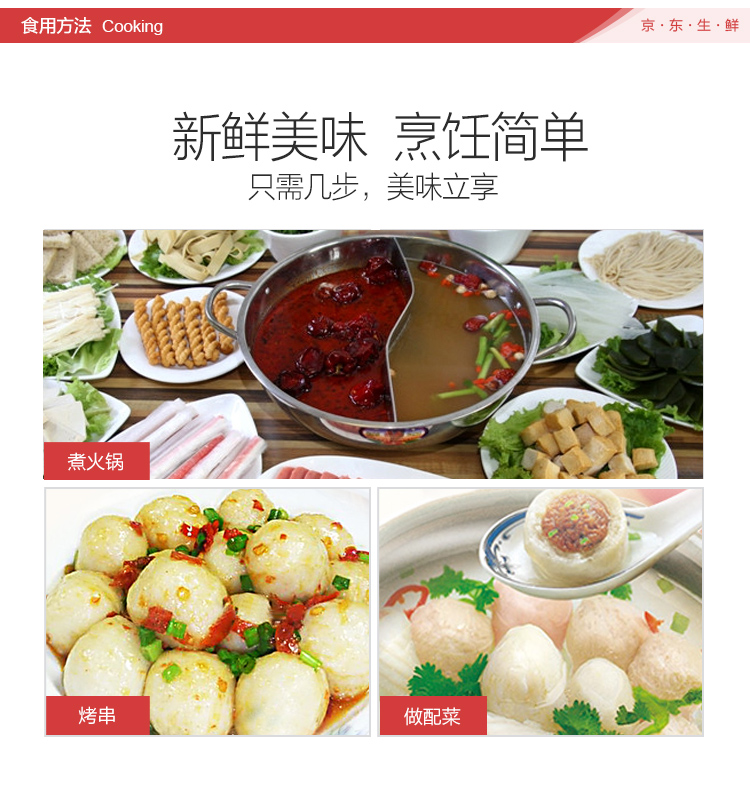 食用方法 Cooking
京·东·生·鲜
新鲜美味 烹饪简单
只需几步，美味立享
煮火锅
烤串
做配菜